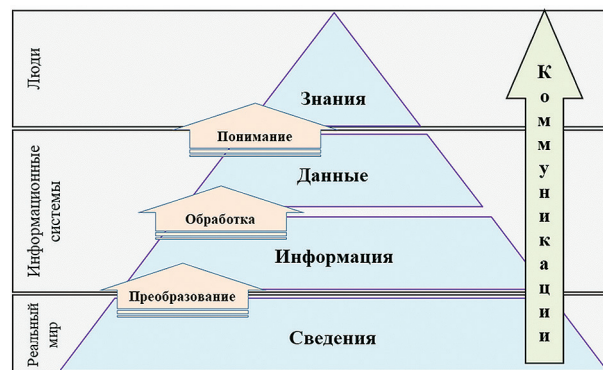 Люди
Знания
Понимание
Информационные
системы
Данные
Обработка
Информация
Преобразование
Реальный
мир
Сведения
Коммуникации